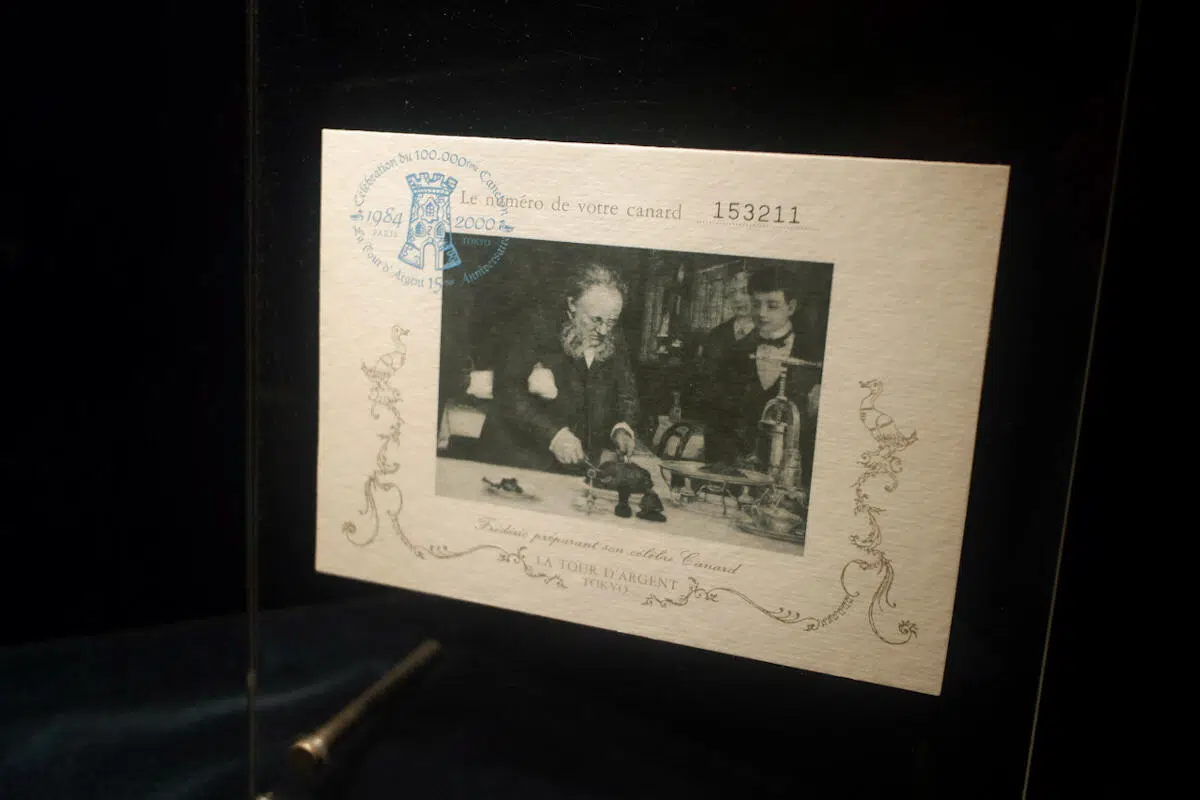 Célébration du 100.000ème Caneton
1984 2000
PARIS TOKYO
La Tour d'Argent 15ème Anniversaire
Le numéro de votre canard 153211
Frédéric préparant son célèbre Canard
LA TOUR D'ARGENT
TOKYO